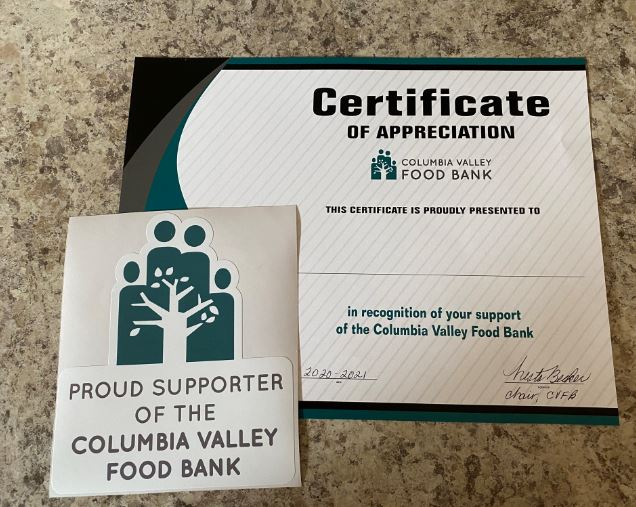 Certificate
OF APPRECIATION
COLUMBIA VALLEY
FOOD BANK
THIS CERTIFICATE IS PROUDLY PRESENTED TO
in recognition of your support
of the Columbia Valley Food Bank
2020-2021
Becker
Chair, CVFB
PROUD SUPPORTER
OF THE
COLUMBIA VALLEY
FOOD BANK